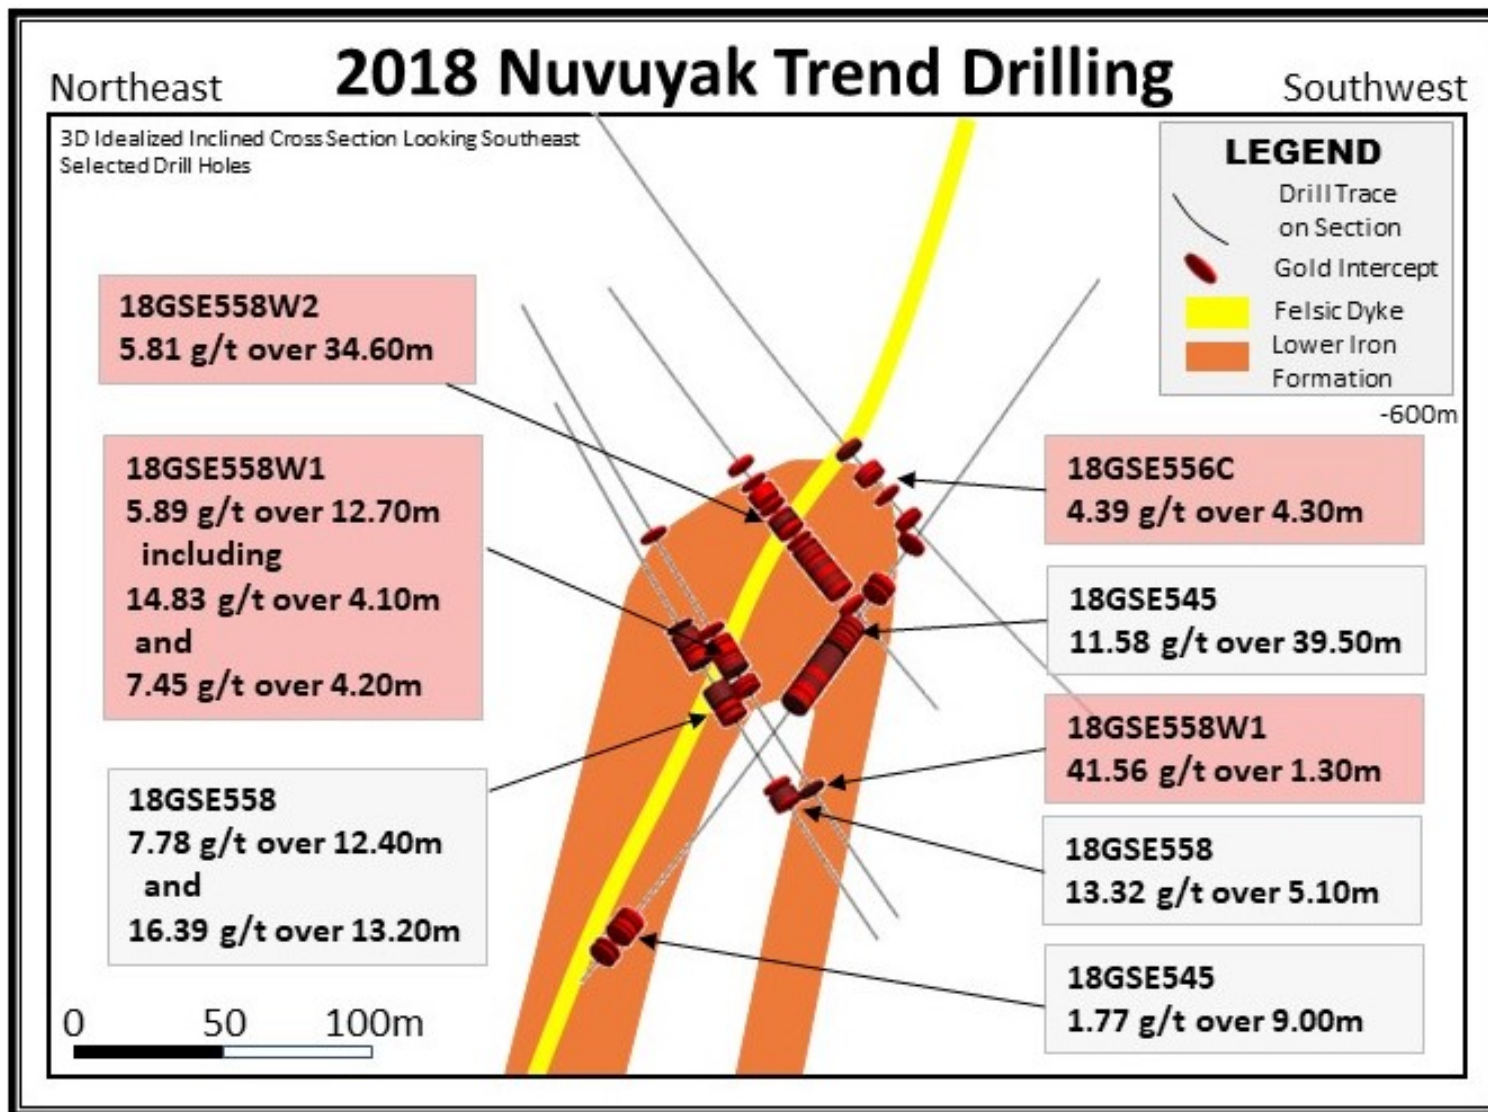 2018 Nuvuyak Trend Drilling
Northeast
Southwest
3D Idealized Inclined Cross Section Looking Southeast
Selected Drill Holes
LEGEND
Drill Trace
on Section
Gold Intercept
Felsic Dyke
Lower Iron
Formation
-600m
18GSE558W2
5.81 g/t over 34.60m
18GSE558W1
5.89 g/t over 12.70m
including
14.83 g/t over 4.10m
and
7.45 g/t over 4.20m
18GSE558
7.78 g/t over 12.40m
and
16.39 g/t over 13.20m
18GSE556C
4.39 g/t over 4.30m
18GSE545
11.58 g/t over 39.50m
18GSE558W1
41.56 g/t over 1.30m
18GSE558
13.32 g/t over 5.10m
18GSE545
1.77 g/t over 9.00m
0 50 100m